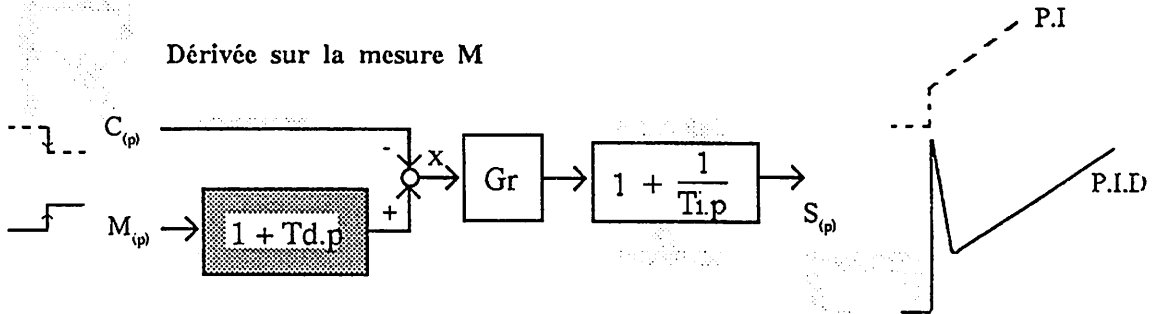 P.I
Dérivée sur la mesure M
C(p)
-
x
Gr
1 + 1/Ti.p
S(p)
P.I.D
M(p)
1 + Td.p
+